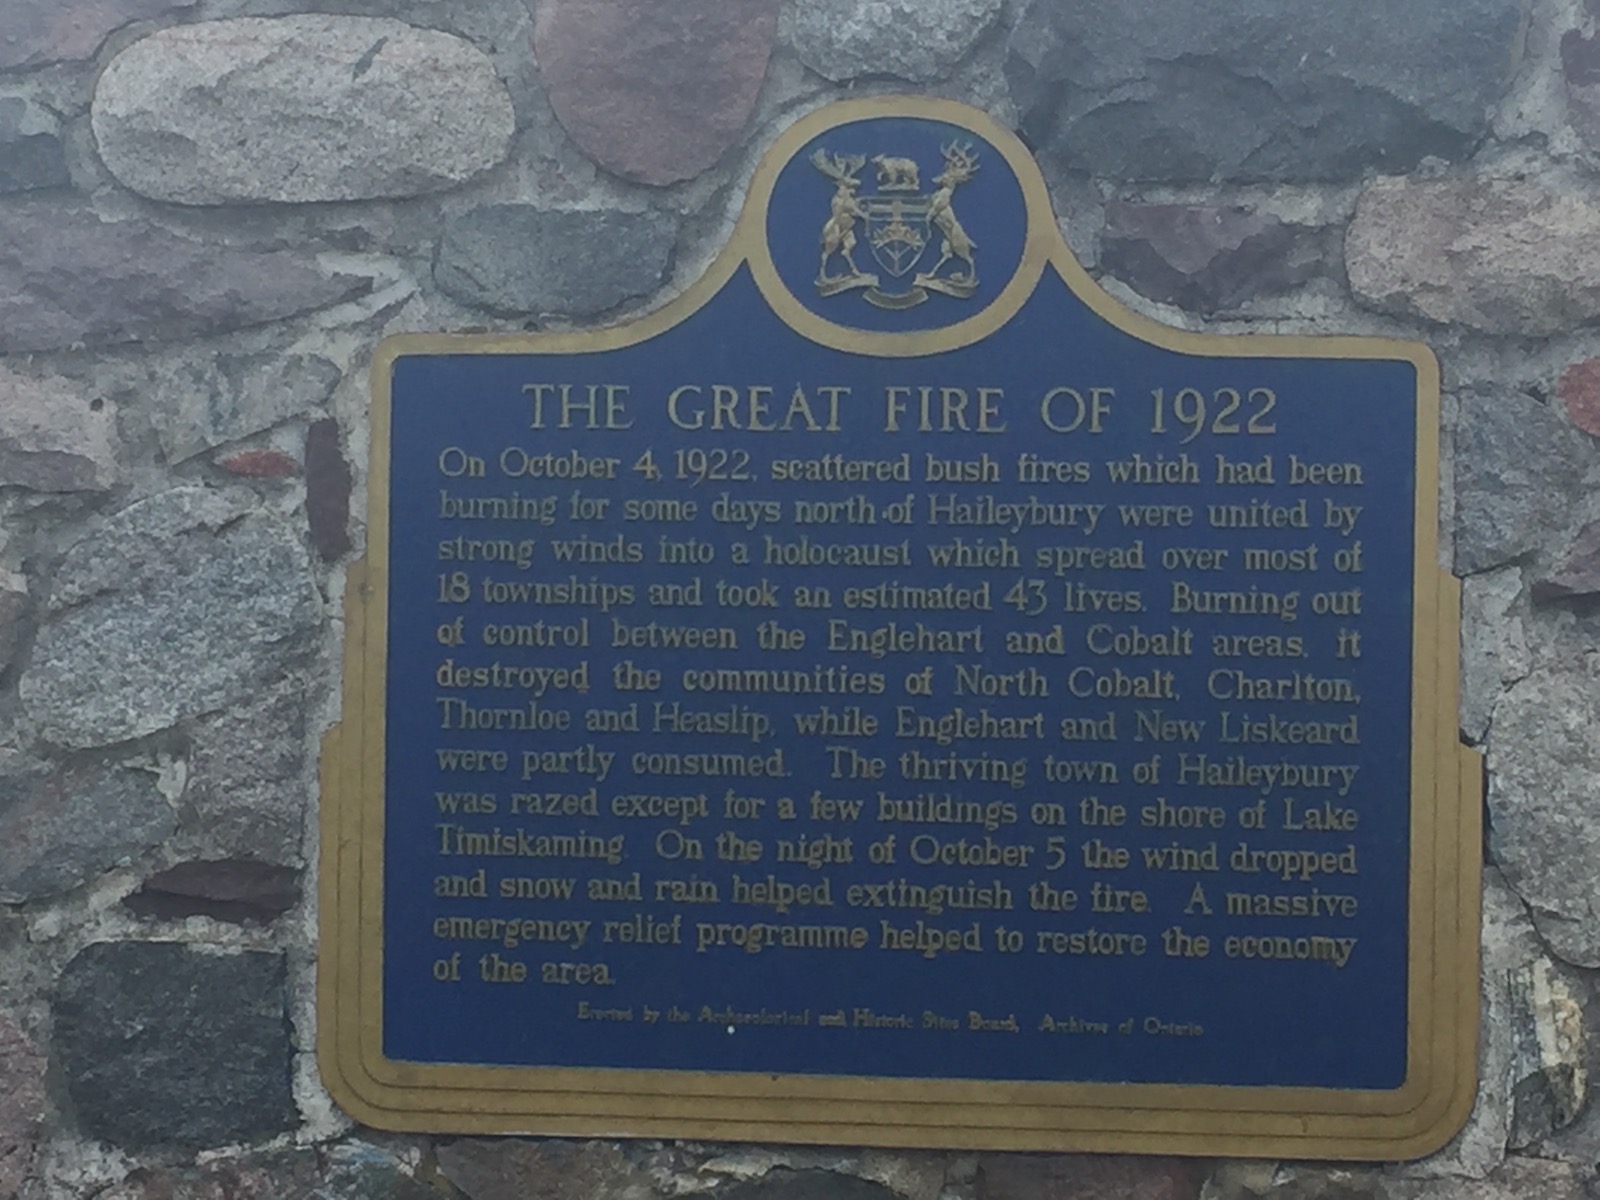 THE GREAT FIRE OF 1922
On October 4, 1922, scattered bush fires which had been
burning for some days north of Haileybury were united by
strong winds into a holocaust which spread over most of
18 townships and took an estimated 43 lives. Burning out
of control between the Englehart and Cobalt areas, it
destroyed the communities of North Cobalt, Charlton,
Thornloe and Heaslip, while Englehart and New Liskeard
were partly consumed. The thriving town of Haileybury
was razed except for a few buildings on the shore of Lake
Timiskaming. On the night of October 5 the wind dropped
and snow and rain helped extinguish the fire. A massive
emergency relief programme helped to restore the economy
of the area.
Erected by the Archaeological and Historic Sites Board, Archives of Ontario